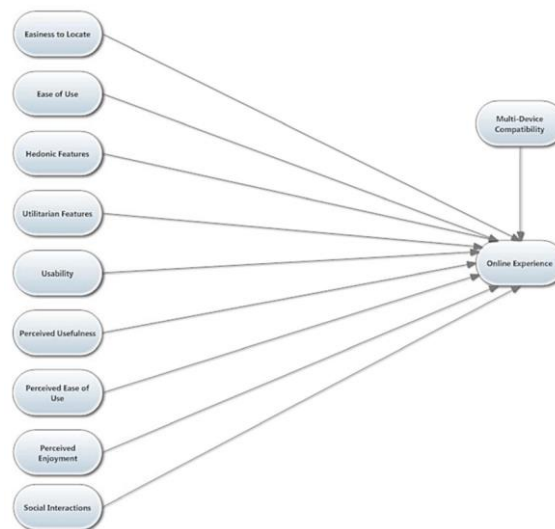 Easiness to Locate
Ease of Use
Hedonic Features
Utilitarian Features
Usability
Perceived Usefulness
Perceived Ease of
Use
Perceived
Enjoyment
Social Interactions
Multi-Device
Compatibility
Online Experience